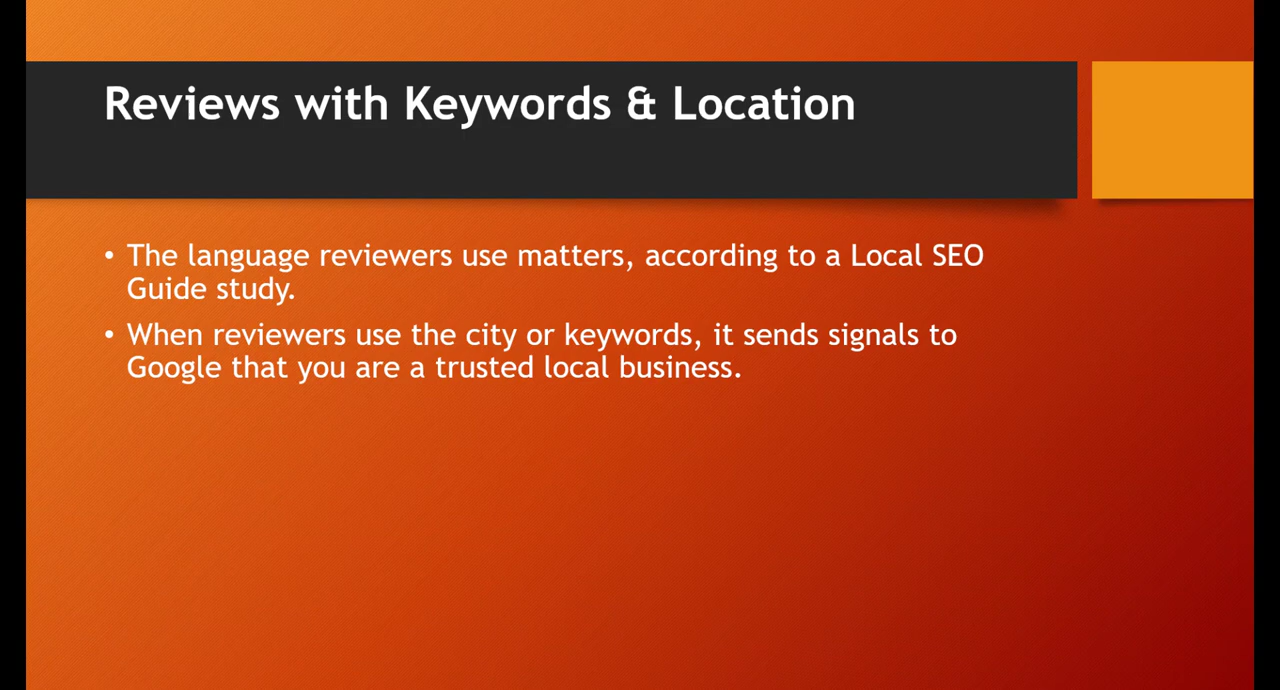 Reviews with Keywords & Location
• The language reviewers use matters, according to a Local SEO
Guide study.
• When reviewers use the city or keywords, it sends signals to
Google that you are a trusted local business.